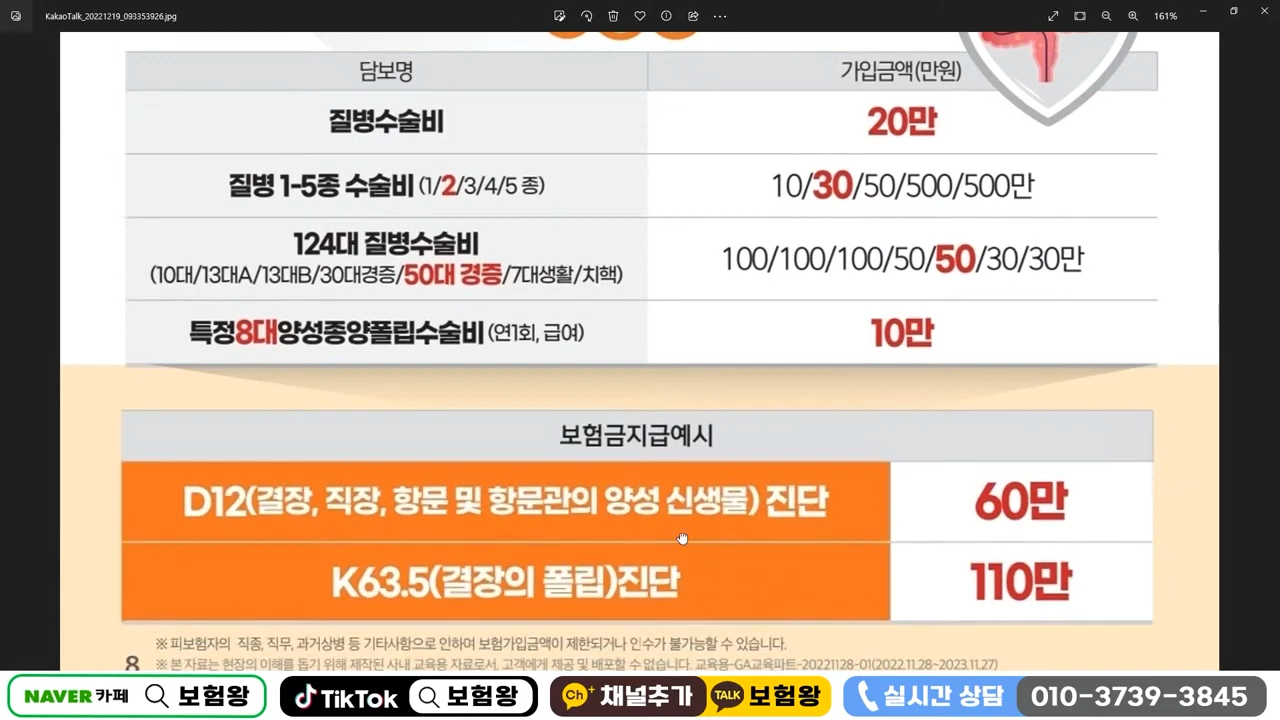 KakaoTalk_20221219_093353926.jpg
161%
담보명 가입금액(만원)
질병수술비 20만
질병 1-5종 수술비 (1/2/3/4/5 종) 10/30/50/500/500만
124대 질병수술비
(10대/13대A/13대B/30대경증/50대 경증/7대생활/치핵) 100/100/100/50/50/30/30만
특정8대양성종양폴립수술비 (연1회, 급여) 10만
보험금지급예시
D12(결장, 직장, 항문 및 항문관의 양성 신생물) 진단 60만
K63.5(결장의 폴립)진단 110만
※ 피보험자의 직종, 직무, 과거상병 등 기타사항으로 인하여 보험가입금액이 제한되거나 인수가 불가능할 수 있습니다.
8 ※ 본 자료는 현장의 이해를 돕기 위해 제작된 사내 교육용 자료로서, 고객에게 제공 및 배포할 수 없습니다. 교육용-GA교육파트-20221128-01(2022.11.28~2023.11.27)
NAVER 카페 보험왕 TikTok 보험왕 Ch+ 채널추가 TALK 보험왕 실시간 상담 010-3739-3845